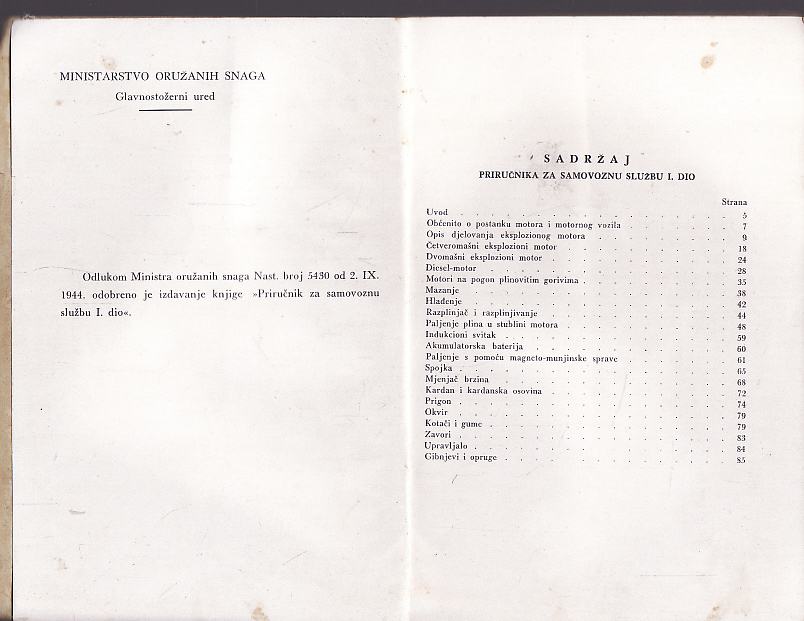 MINISTARSTVO ORUŽANIH SNAGA
Glavnostožerni ured
Odlukom Ministra oružanih snaga Nast. broj 5430 od 2. IX.
1944. odobreno je izdavanje knjige »Priručnik za samovoznu
službu I. dio«.
SADRŽAJ
PRIRUČNIKA ZA SAMOVOZNU SLUŽBU I. DIO
Strana
Uvod . . . . . . . . . . 5
Obćenito o postanku motora i motornog vozila . . . . . . 7
Opis djelovanja eksplozionog motora . . . . . . . 9
Četveromašni eksplozioni motor . . . . . . . . 18
Dvomašni eksplozioni motor . . . . . . . . 24
Diesel-motor . . . . . . . . . . 28
Motori na pogon plinovitim gorivima . . . . . . . 35
Mazanje . . . . . . . . . . 38
Hlađenje . . . . . . . . . . 42
Razplinjač i razplinjivanje . . . . . . . . 44
Paljenje plina u stublini motora . . . . . . . . 48
Indukcioni svitak . . . . . . . . . . 59
Akumulatorska baterija . . . . . . . . . 60
Paljenje s pomoću magneto-munjinske sprave . . . . . . 61
Spojka . . . . . . . . . . 65
Mjenjač brzina . . . . . . . . . . 68
Kardan i kardanska osovina . . . . . . . . 72
Prigon . . . . . . . . . . 74
Okvir . . . . . . . . . . 79
Kotači i gume . . . . . . . . . . 79
Zavori . . . . . . . . . . 83
Upravljalo . . . . . . . . . . 84
Gibnjevi i opruge . . . . . . . . . . 85